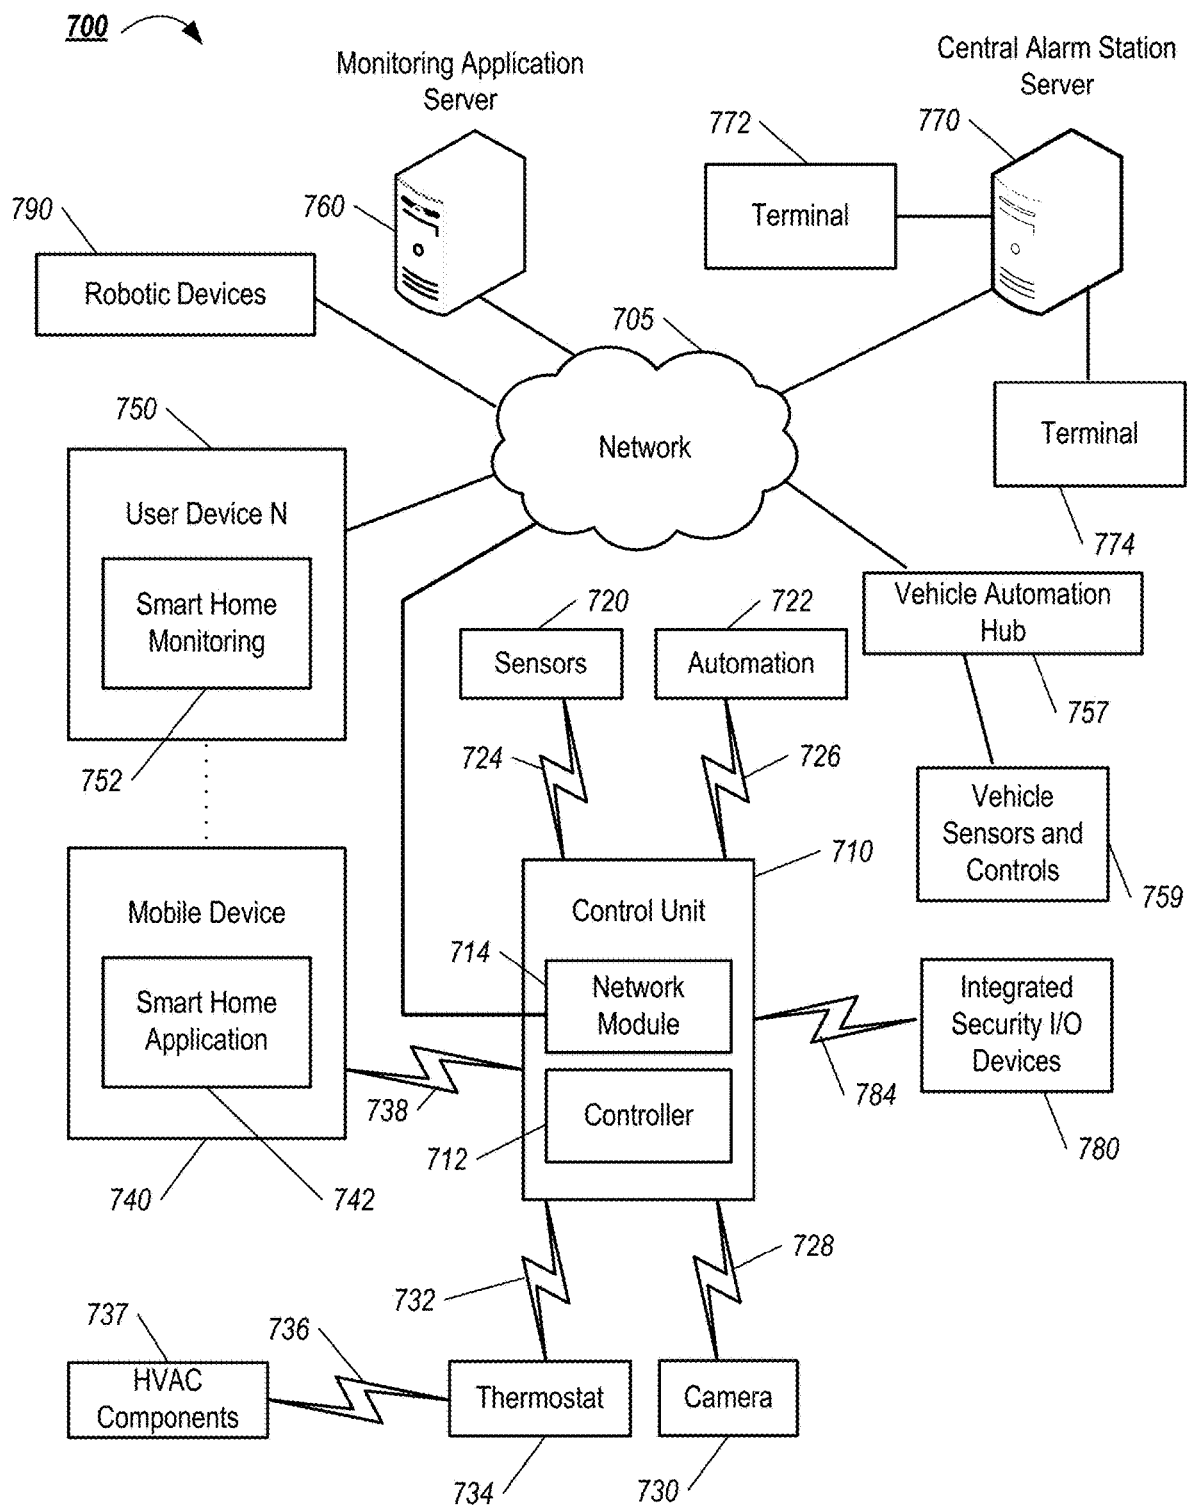 700
Monitoring Application
Server
Central Alarm Station
Server
772
770
790
760
Terminal
Robotic Devices
705
750
Network
Terminal
User Device N
774
Smart Home
Monitoring
720
722
Vehicle Automation
Hub
Sensors
Automation
757
752
724
726
Vehicle
Sensors and
Controls
710
759
Mobile Device
Control Unit
714
Smart Home
Application
Network
Module
Integrated
Security I/O
Devices
738
784
Controller
712
780
740
742
732
728
737
736
HVAC
Components
Thermostat
Camera
734
730